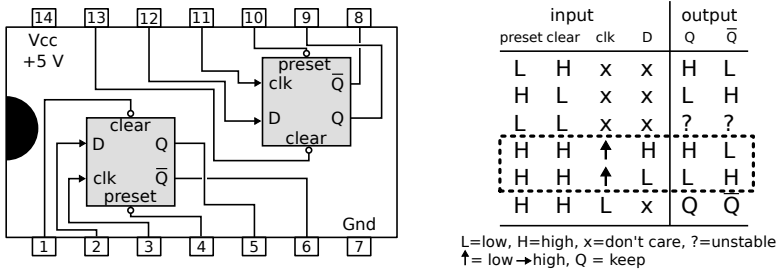 14 13 12 11 10 9 8
Vcc
+5 V
preset
clk Q̅
D Q
clear
clear
D Q
clk Q̅
preset
Gnd
1 2 3 4 5 6 7
input output
preset clear clk D Q Q̅
L H x x H L
H L x x L H
L L x x ? ?
H H ↑ H H L
H H ↑ L L H
H H L x Q Q̅
L=low, H=high, x=don't care, ?=unstable
↑= low→high, Q = keep